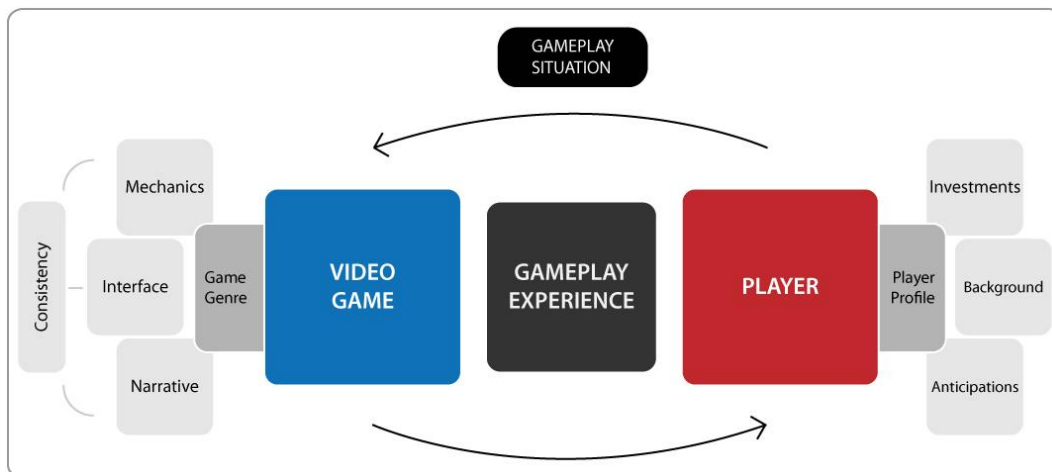 GAMEPLAY
SITUATION
Consistency
Mechanics
Interface
Narrative
Game
Genre
VIDEO
GAME
GAMEPLAY
EXPERIENCE
PLAYER
Player
Profile
Investments
Background
Anticipations